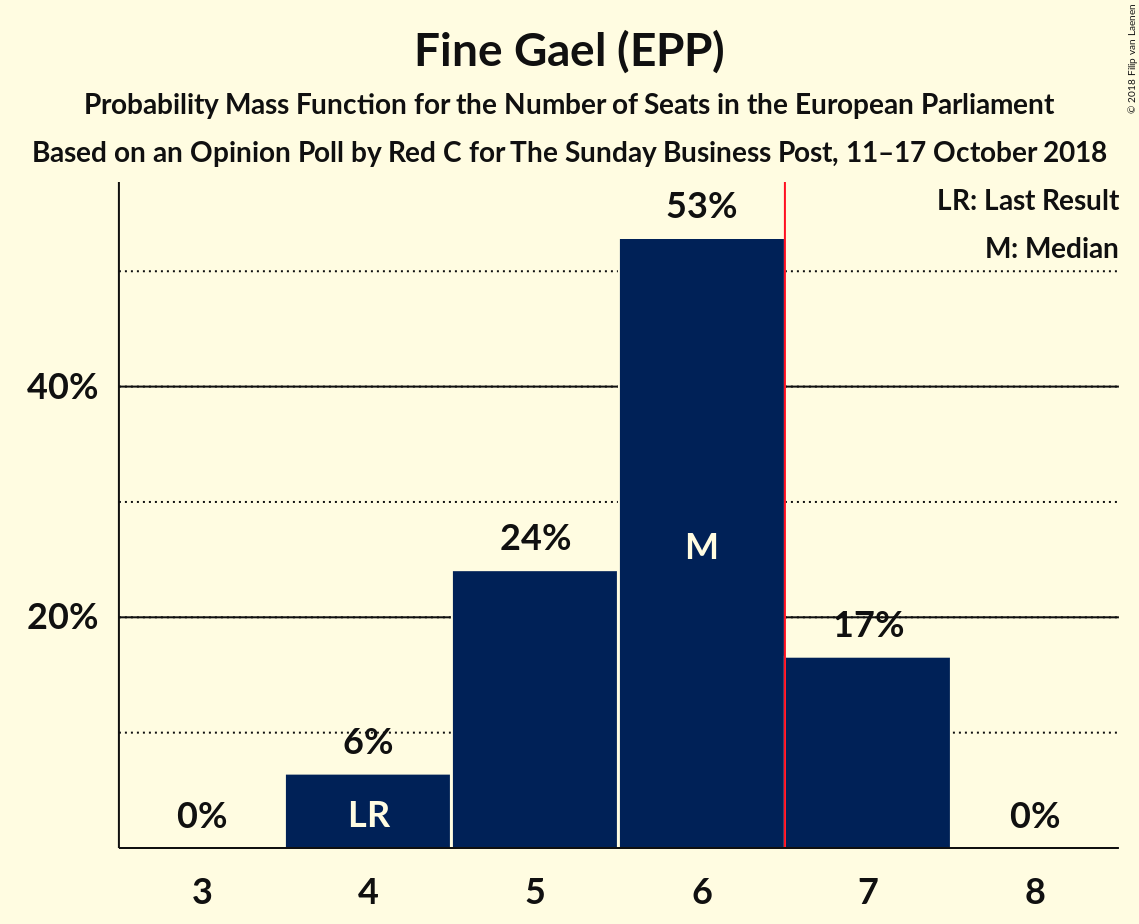 Fine Gael (EPP)
Probability Mass Function for the Number of Seats in the European Parliament
Based on an Opinion Poll by Red C for The Sunday Business Post, 11–17 October 2018
© 2018 Filip van Laenen
LR: Last Result
M: Median
53%
40%
24%
M
20%
17%
6%
0%
LR
0%
3
4
5
6
7
8